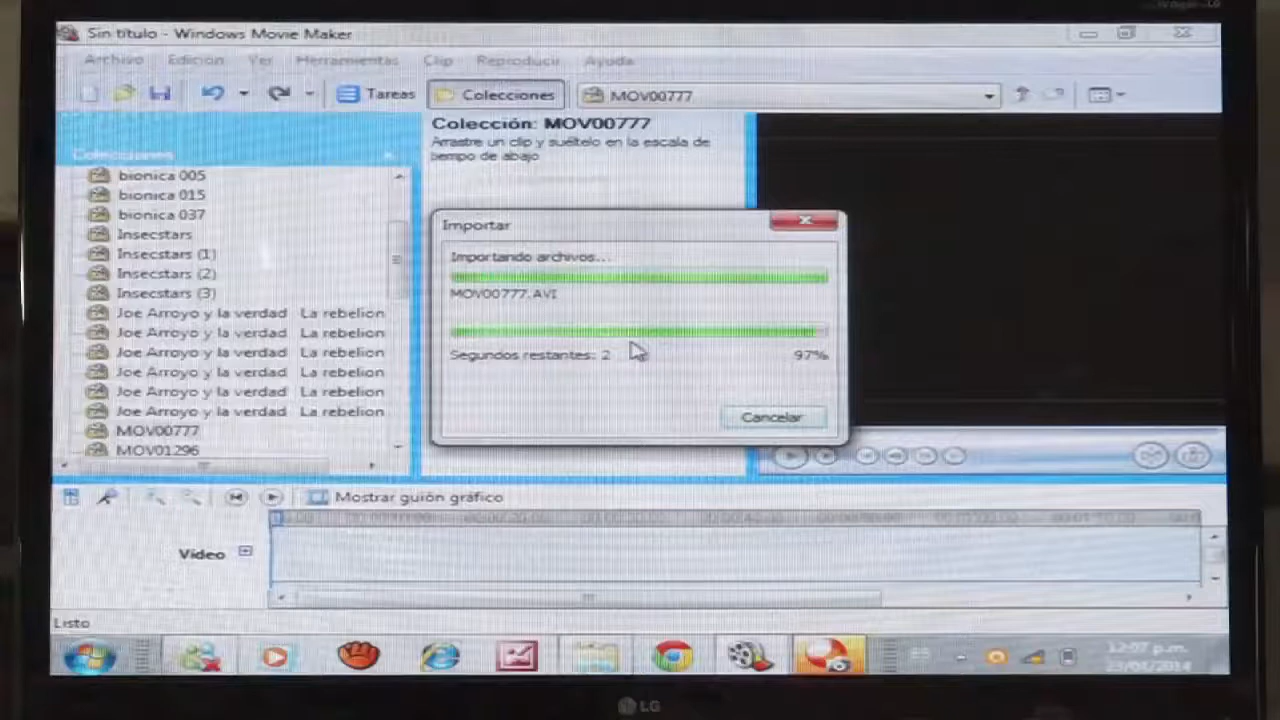 Sin título - Windows Movie Maker
Archivo Edición Ver Herramientas Clip Reproducir Ayuda
Tareas Colecciones MOV00777
Colección: MOV00777
Arrastre un clip y suéltelo en la escala de
tiempo de abajo
Colecciones
bionica 005
bionica 015
bionica 037
Insecstars
Insecstars (1)
Insecstars (2)
Insecstars (3)
Joe Arroyo y la verdad La rebelion
Joe Arroyo y la verdad La rebelion
Joe Arroyo y la verdad La rebelion
Joe Arroyo y la verdad La rebelion
Joe Arroyo y la verdad La rebelion
Joe Arroyo y la verdad La rebelion
MOV00777
MOV01296
Importar
Importando archivos...
MOV00777.AVI
Segundos restantes: 2 97%
Cancelar
Mostrar guión gráfico
Vídeo
Listo
ES 12:07 p.m.
LG